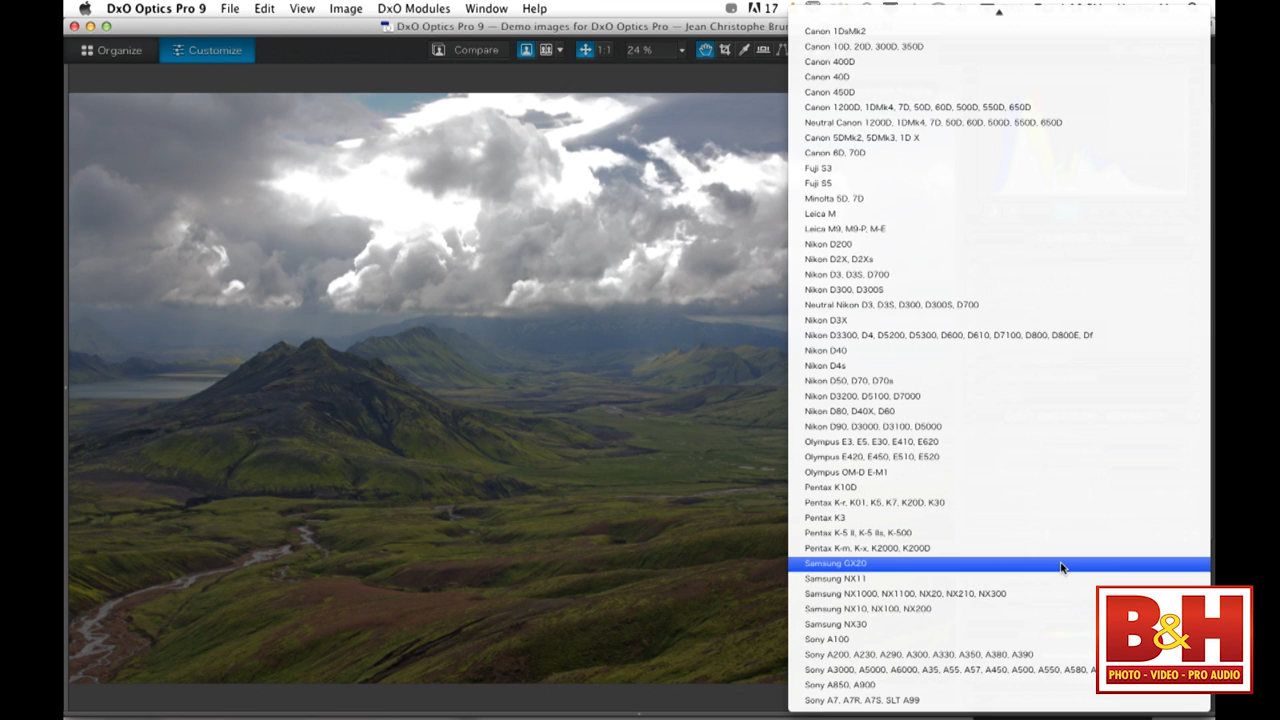 DxO Optics Pro 9 File Edit View Image DxO Modules Window Help 17
DxO Optics Pro 9 — Demo images for DxO Optics Pro — Jean Christophe Bru
Organize Customize Compare 1:1 24 %
Canon 1DsMk2
Canon 10D, 20D, 300D, 350D
Canon 400D
Canon 40D
Canon 450D
Canon 1200D, 1DMk4, 7D, 50D, 60D, 500D, 550D, 650D
Neutral Canon 1200D, 1DMk4, 7D, 50D, 60D, 500D, 550D, 650D
Canon 5DMk2, 5DMk3, 1D X
Canon 6D, 70D
Fuji S3
Fuji S5
Minolta 5D, 7D
Leica M
Leica M9, M9-P, M-E
Nikon D200
Nikon D2X, D2Xs
Nikon D3, D3S, D700
Nikon D300, D300S
Neutral Nikon D3, D3S, D300, D300S, D700
Nikon D3X
Nikon D3300, D4, D5200, D5300, D600, D610, D7100, D800, D800E, Df
Nikon D40
Nikon D4s
Nikon D50, D70, D70s
Nikon D3200, D5100, D7000
Nikon D80, D40X, D60
Nikon D90, D3000, D3100, D5000
Olympus E3, E5, E30, E410, E620
Olympus E420, E450, E510, E520
Olympus OM-D E-M1
Pentax K10D
Pentax K-r, K01, K5, K7, K20D, K30
Pentax K3
Pentax K-5 II, K-5 IIs, K-500
Pentax K-m, K-x, K2000, K200D
Samsung GX20
Samsung NX11
Samsung NX1000, NX1100, NX20, NX210, NX300
Samsung NX10, NX100, NX200
Samsung NX30
Sony A100
Sony A200, A230, A290, A300, A330, A350, A380, A390
Sony A3000, A5000, A6000, A35, A55, A57, A450, A500, A550, A580, A
Sony A850, A900
Sony A7, A7R, A7S, SLT A99
B&H
PHOTO - VIDEO - PRO AUDIO